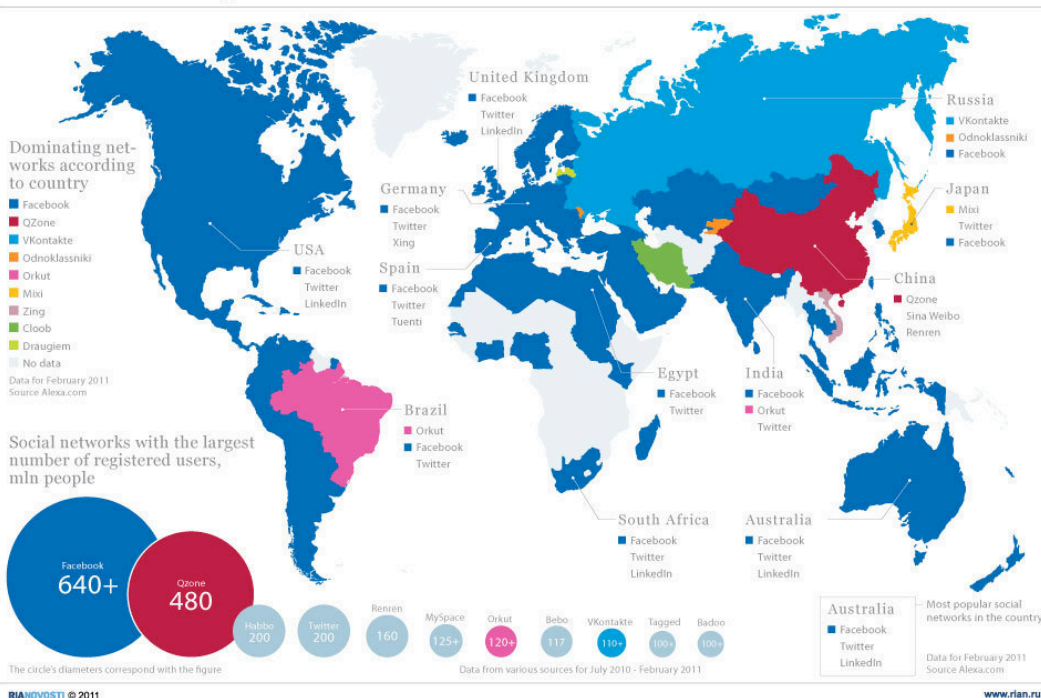 United Kingdom
Facebook
Twitter
LinkedIn
Russia
VKontakte
Odnoklassniki
Facebook
Dominating net-
works according
to country
Facebook
QZone
VKontakte
Odnoklassniki
Orkut
Mixi
Zing
Cloob
Draugiem
No data
Data for February 2011
Source Alexa.com
Germany
Facebook
Twitter
Xing
Japan
Mixi
Twitter
Facebook
USA
Facebook
Twitter
LinkedIn
Spain
Facebook
Twitter
Tuenti
China
Qzone
Sina Weibo
Renren
Egypt
Facebook
Twitter
India
Facebook
Orkut
Twitter
Brazil
Orkut
Facebook
Twitter
South Africa
Facebook
Twitter
LinkedIn
Australia
Facebook
Twitter
LinkedIn
Social networks with the largest
number of registered users,
mln people
Facebook
640+
Qzone
480
Habbo
200
Twitter
200
Renren
160
MySpace
125+
Orkut
120+
Bebo
117
VKontakte
110+
Tagged
100+
Badoo
100+
The circle's diameters correspond with the figure
Data from various sources for July 2010 - February 2011
Australia
Facebook
Twitter
LinkedIn
Most popular social
networks in the country
Data for February 2011
Source Alexa.com
RIANOVOSTI © 2011
www.rian.ru